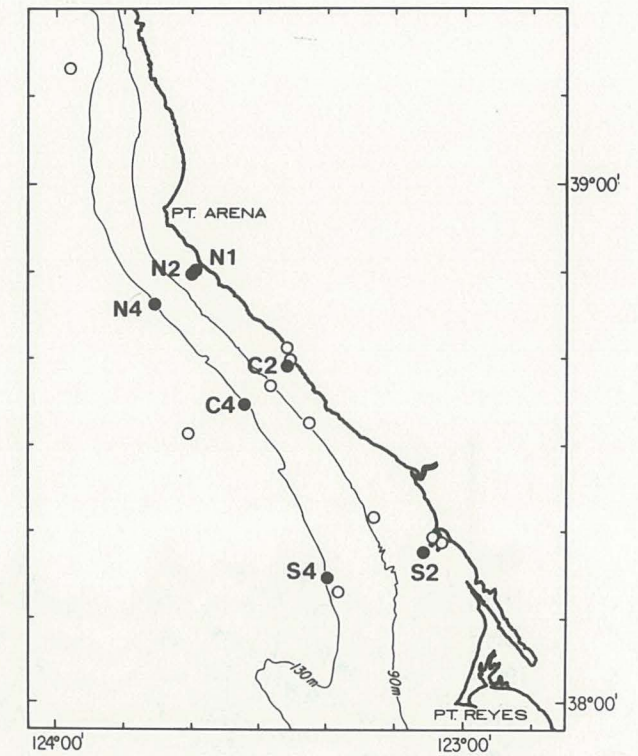 39°00'
PT. ARENA
N1
N2
N4
C2
C4
S4
S2
130m
90m
38°00'
PT. REYES
124°00'
123°00'